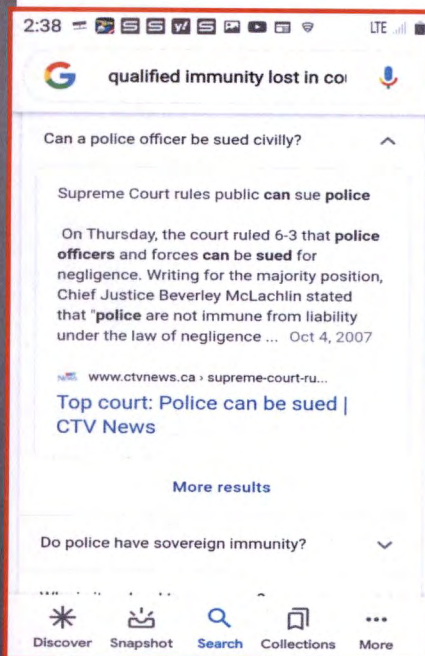 2:38 LTE
G qualified immunity lost in co
Can a police officer be sued civilly?
Supreme Court rules public can sue police
On Thursday, the court ruled 6-3 that police
officers and forces can be sued for
negligence. Writing for the majority position,
Chief Justice Beverley McLachlin stated
that "police are not immune from liability
under the law of negligence ... Oct 4, 2007
www.ctvnews.ca › supreme-court-ru...
Top court: Police can be sued |
CTV News
More results
Do police have sovereign immunity?
Discover Snapshot Search Collections More